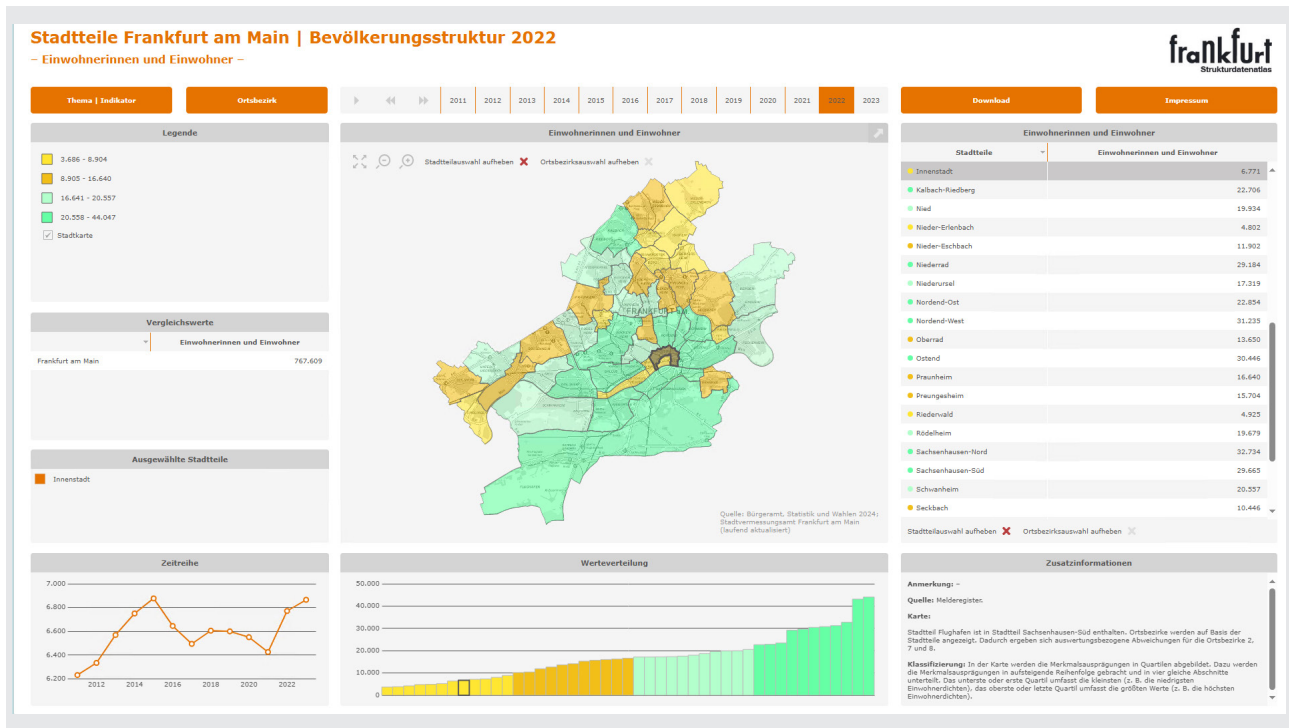 Stadtteile Frankfurt am Main | Bevölkerungsstruktur 2022
– Einwohnerinnen und Einwohner –
frankfurt
Strukturdatenatlas
Thema | Indikator
Ortsbezirk
2011 2012 2013 2014 2015 2016 2017 2018 2019 2020 2021 2022 2023
Download
Impressum
Legende
3.686 - 8.904
8.905 - 16.640
16.641 - 20.557
20.558 - 44.047
Stadtkarte
Vergleichswerte
Einwohnerinnen und Einwohner
Frankfurt am Main 767.609
Ausgewählte Stadtteile
Innenstadt
Einwohnerinnen und Einwohner
Stadtteilauswahl aufheben Ortsbezirksauswahl aufheben
FRANKFURT AM
Quelle: Bürgeramt, Statistik und Wahlen 2024;
Stadtvermessungsamt Frankfurt am Main
(laufend aktualisiert)
Einwohnerinnen und Einwohner
Stadtteile Einwohnerinnen und Einwohner
Innenstadt 6.771
Kalbach-Riedberg 22.706
Nied 19.934
Nieder-Erlenbach 4.802
Nieder-Eschbach 11.902
Niederrad 29.184
Niederursel 17.319
Nordend-Ost 22.854
Nordend-West 31.235
Oberrad 13.650
Ostend 30.446
Praunheim 16.640
Preungesheim 15.704
Riederwald 4.925
Rödelheim 19.679
Sachsenhausen-Nord 32.734
Sachsenhausen-Süd 29.665
Schwanheim 20.557
Seckbach 10.446
Stadtteilauswahl aufheben Ortsbezirksauswahl aufheben
Zeitreihe
7.000
6.800
6.600
6.400
6.200
2012 2014 2016 2018 2020 2022
Werteverteilung
50.000
40.000
30.000
20.000
10.000
0
Zusatzinformationen
Anmerkung: –
Quelle: Melderegister.
Karte:
Stadtteil Flughafen ist in Stadtteil Sachsenhausen-Süd enthalten. Ortsbezirke werden auf Basis der
Stadtteile angezeigt. Dadurch ergeben sich auswertungsbezogene Abweichungen für die Ortsbezirke 2,
7 und 8.
Klassifizierung: In der Karte werden die Merkmalsausprägungen in Quartilen abgebildet. Dazu werden
die Merkmalsausprägungen in aufsteigende Reihenfolge gebracht und in vier gleiche Abschnitte
unterteilt. Das unterste oder erste Quartil umfasst die kleinsten (z. B. die niedrigsten
Einwohnerdichten), das oberste oder letzte Quartil umfasst die größten Werte (z. B. die höchsten
Einwohnerdichten).